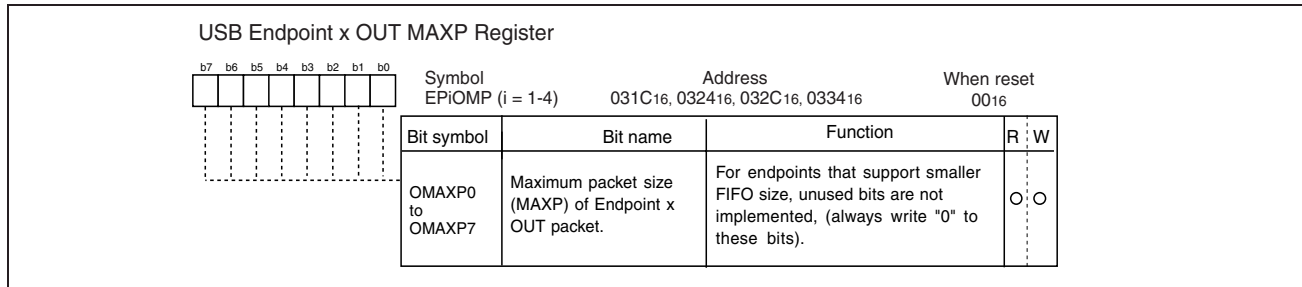 USB Endpoint x OUT MAXP Register
b7 b6 b5 b4 b3 b2 b1 b0
Symbol Address When reset
EPiOMP (i = 1-4) 031C16, 032416, 032C16, 033416 0016
Bit symbol Bit name Function R W
OMAXP0
to
OMAXP7
Maximum packet size
(MAXP) of Endpoint x
OUT packet.
For endpoints that support smaller
FIFO size, unused bits are not
implemented, (always write "0" to
these bits).